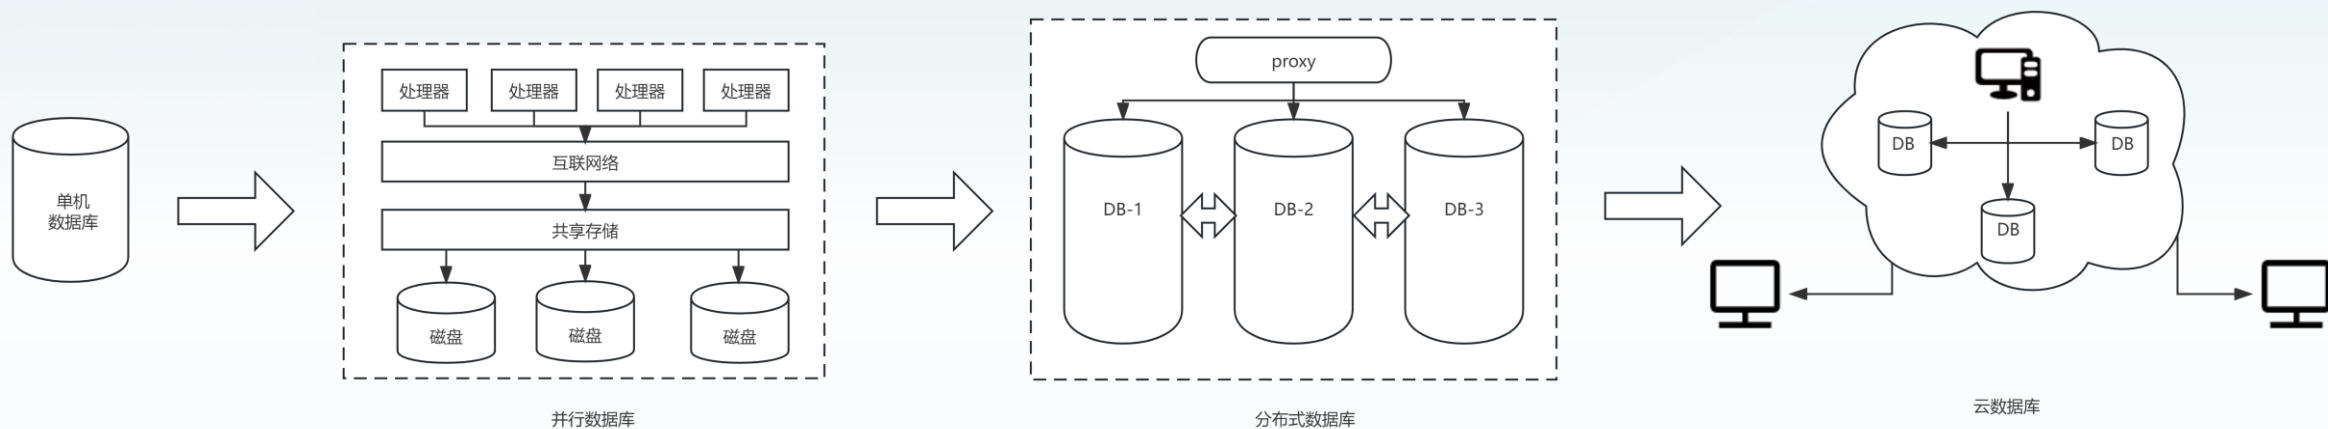 单机
数据库
处理器
处理器
处理器
处理器
互联网络
共享存储
磁盘
磁盘
磁盘
并行数据库
proxy
DB-1
DB-2
DB-3
分布式数据库
DB
DB
DB
云数据库